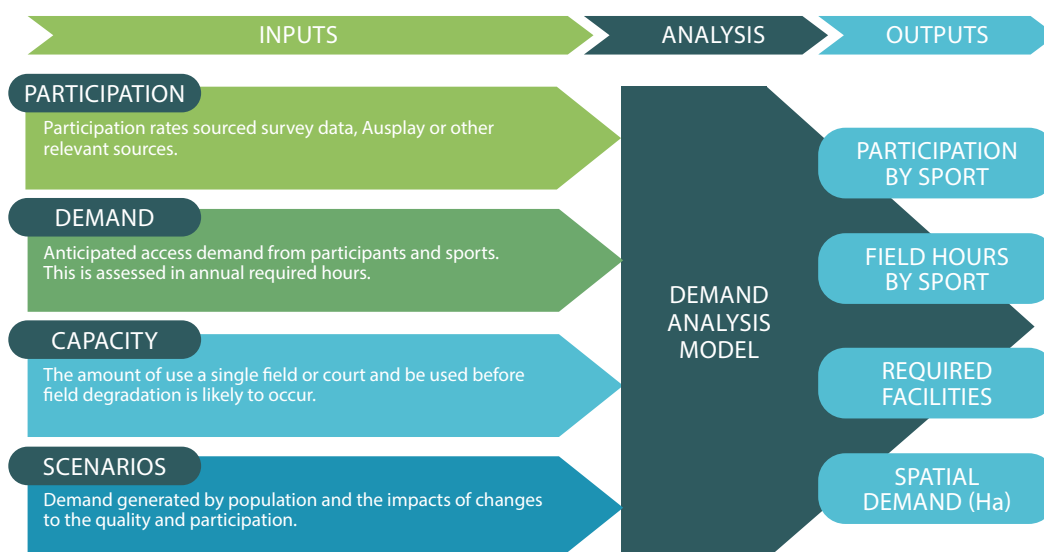 INPUTS
ANALYSIS
OUTPUTS
PARTICIPATION
Participation rates sourced survey data, Ausplay or other
relevant sources.
DEMAND
Anticipated access demand from participants and sports.
This is assessed in annual required hours.
CAPACITY
The amount of use a single field or court and be used before
field degradation is likely to occur.
SCENARIOS
Demand generated by population and the impacts of changes
to the quality and participation.
DEMAND
ANALYSIS
MODEL
PARTICIPATION
BY SPORT
FIELD HOURS
BY SPORT
REQUIRED
FACILITIES
SPATIAL
DEMAND (Ha)